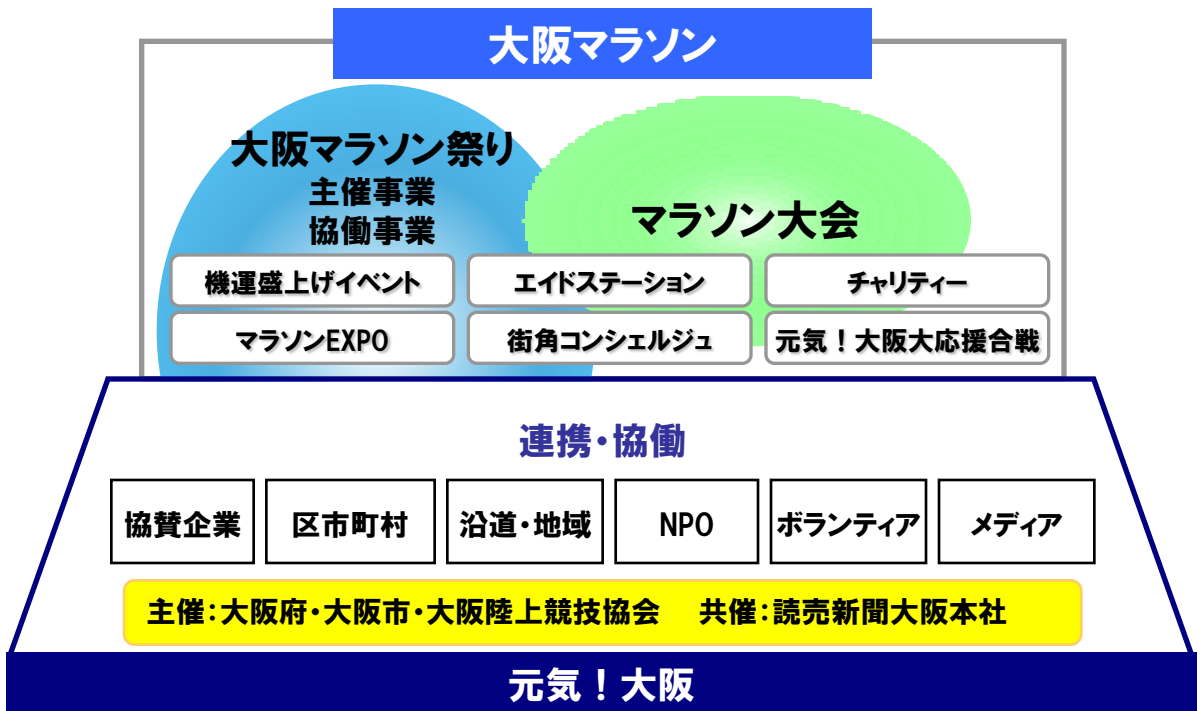 大阪マラソン
大阪マラソン祭り
主催事業
協働事業
マラソン大会
機運盛上げイベント
エイドステーション
チャリティー
マラソンEXPO
街角コンシェルジュ
元気！大阪大応援合戦
連携・協働
協賛企業
区市町村
沿道・地域
NPO
ボランティア
メディア
主催：大阪府・大阪市・大阪陸上競技協会　共催：読売新聞大阪本社
元気！大阪